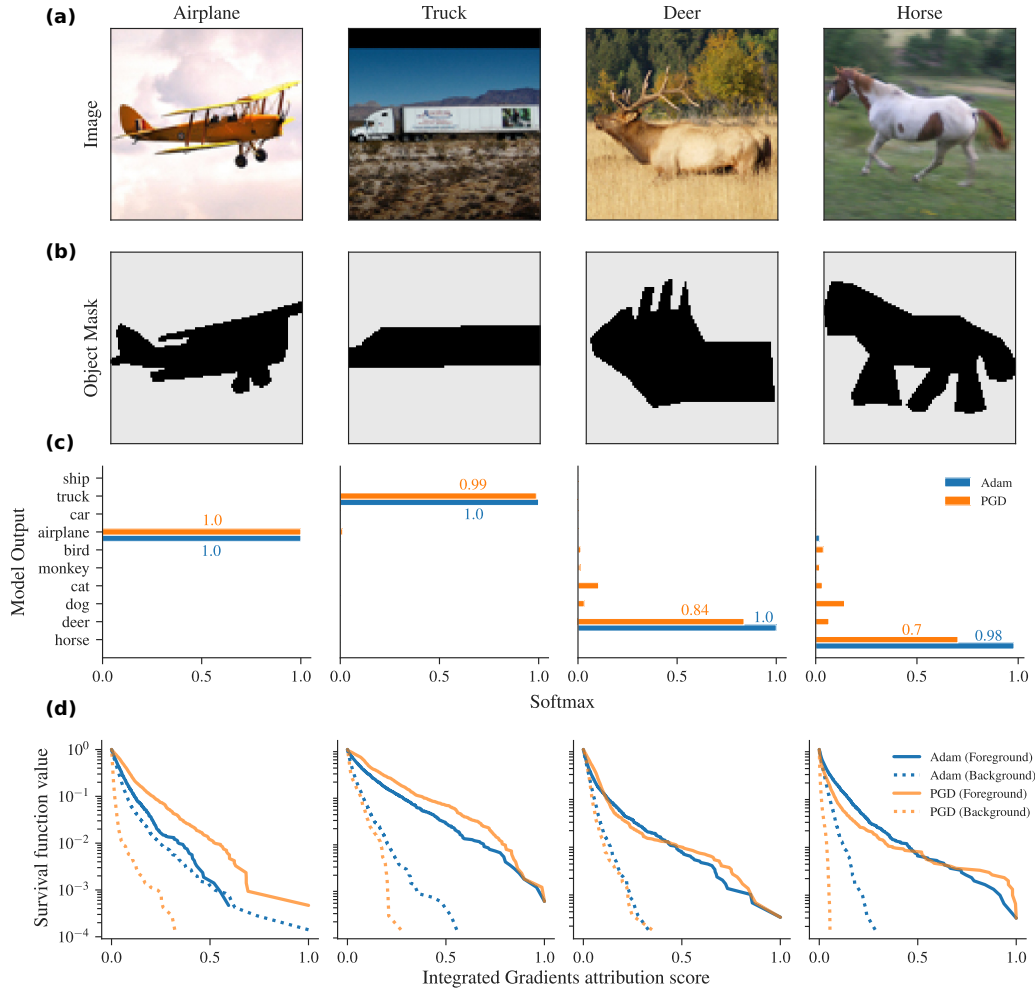 (a)
Airplane Truck Deer Horse
Image
(b)
Object Mask
(c)
Model Output
ship
truck
car
airplane
bird
monkey
cat
dog
deer
horse
1.0
1.0
0.99
1.0
0.84 1.0
0.7 0.98
Adam
PGD
0.0 0.5 1.0 0.0 0.5 1.0 0.0 0.5 1.0 0.0 0.5 1.0
Softmax
(d)
Survival function value
10⁰
10⁻¹
10⁻²
10⁻³
10⁻⁴
Adam (Foreground)
Adam (Background)
PGD (Foreground)
PGD (Background)
0.0 0.5 1.0 0.0 0.5 1.0 0.0 0.5 1.0 0.0 0.5 1.0
Integrated Gradients attribution score